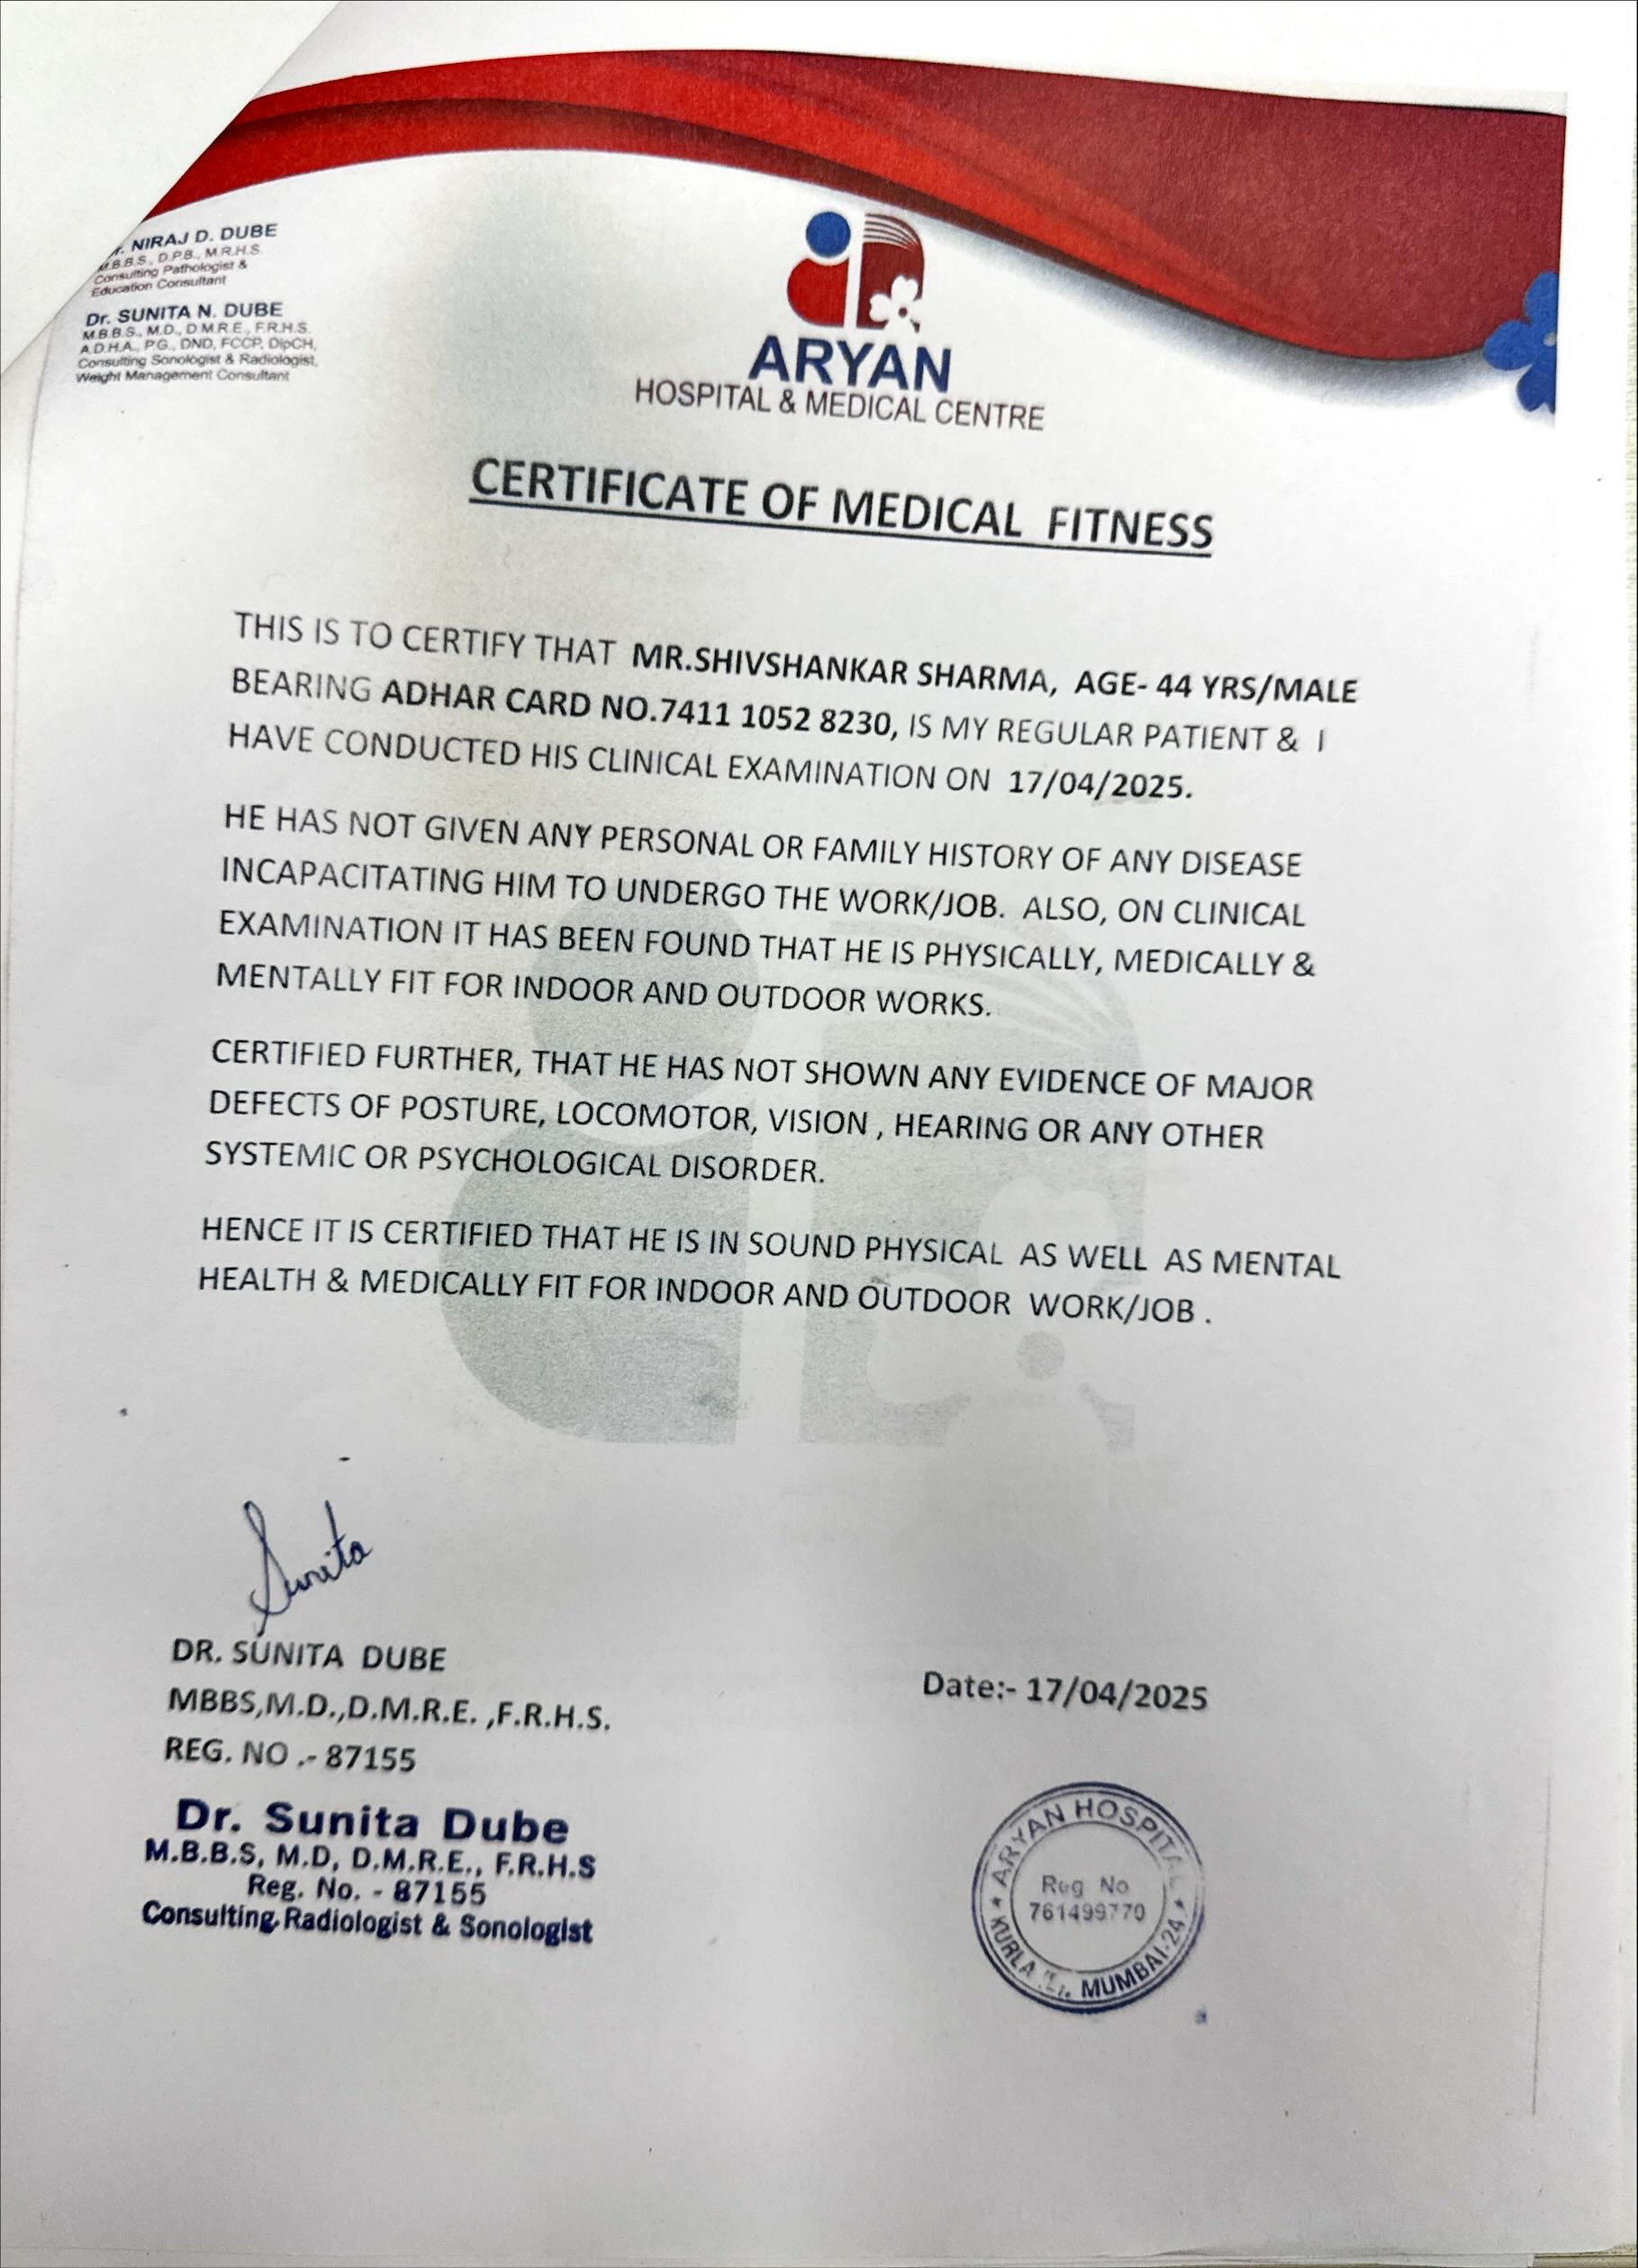 NIRAJ D. DUBE
M.B.B.S., D.P.B., M.R.H.S
Consulting Pathologist &
Education Consultant
Dr. SUNITA N. DUBE
M.B.B.S., M.D., D.M.R.E., F.R.H.S.
A.D.H.A., P.G., DND, FCCP, DipCH,
Consulting Sonologist & Radiologist,
Weight Management Consultant
ARYAN
HOSPITAL & MEDICAL CENTRE
CERTIFICATE OF MEDICAL FITNESS
THIS IS TO CERTIFY THAT MR.SHIVSHANKAR SHARMA, AGE- 44 YRS/MALE
BEARING ADHAR CARD NO.7411 1052 8230, IS MY REGULAR PATIENT & I
HAVE CONDUCTED HIS CLINICAL EXAMINATION ON 17/04/2025.
HE HAS NOT GIVEN ANY PERSONAL OR FAMILY HISTORY OF ANY DISEASE
INCAPACITATING HIM TO UNDERGO THE WORK/JOB. ALSO, ON CLINICAL
EXAMINATION IT HAS BEEN FOUND THAT HE IS PHYSICALLY, MEDICALLY &
MENTALLY FIT FOR INDOOR AND OUTDOOR WORKS.
CERTIFIED FURTHER, THAT HE HAS NOT SHOWN ANY EVIDENCE OF MAJOR
DEFECTS OF POSTURE, LOCOMOTOR, VISION , HEARING OR ANY OTHER
SYSTEMIC OR PSYCHOLOGICAL DISORDER.
HENCE IT IS CERTIFIED THAT HE IS IN SOUND PHYSICAL AS WELL AS MENTAL
HEALTH & MEDICALLY FIT FOR INDOOR AND OUTDOOR WORK/JOB .
Sunita
DR. SUNITA DUBE
MBBS,M.D.,D.M.R.E. ,F.R.H.S.
REG. NO .- 87155
Date:- 17/04/2025
Dr. Sunita Dube
M.B.B.S, M.D, D.M.R.E., F.R.H.S
Reg. No. - 87155
Consulting Radiologist & Sonologist
ARYAN HOSPITAL
Reg No
761499770
KURLA MUMBAI-24